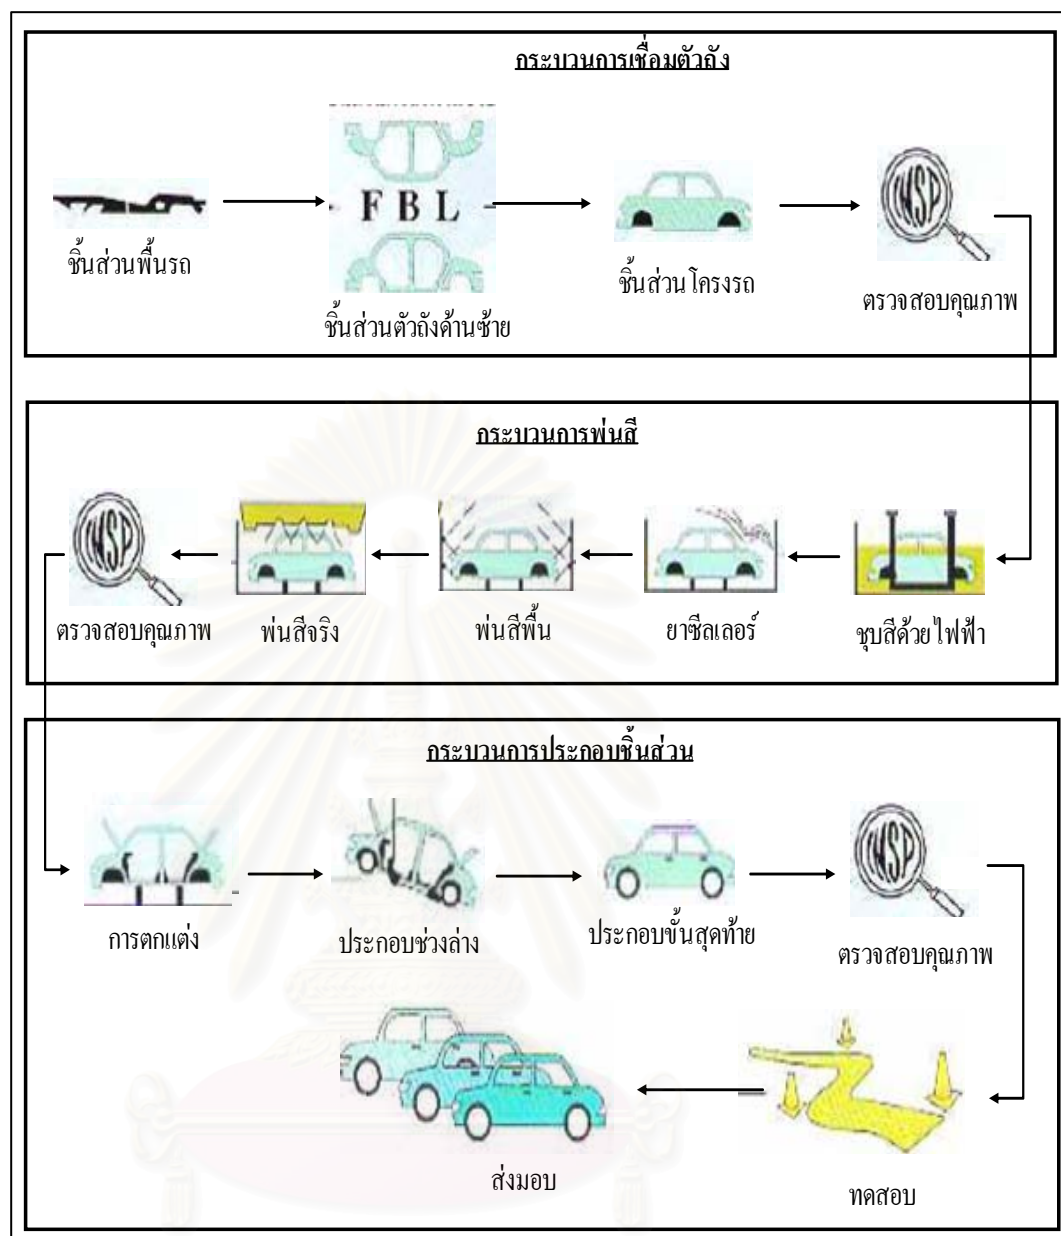 กระบวนการเชื่อมตัวถัง
F B L
ชิ้นส่วนพื้นรถ
ชิ้นส่วนตัวถังด้านซ้าย
ชิ้นส่วนโครงรถ
INSP
ตรวจสอบคุณภาพ
กระบวนการพ่นสี
INSP
ตรวจสอบคุณภาพ
พ่นสีจริง
พ่นสีพื้น
ยาซีลเลอร์
ชุบสีด้วยไฟฟ้า
กระบวนการประกอบชิ้นส่วน
การตกแต่ง
ประกอบช่วงล่าง
ประกอบขั้นสุดท้าย
INSP
ตรวจสอบคุณภาพ
ส่งมอบ
ทดสอบ